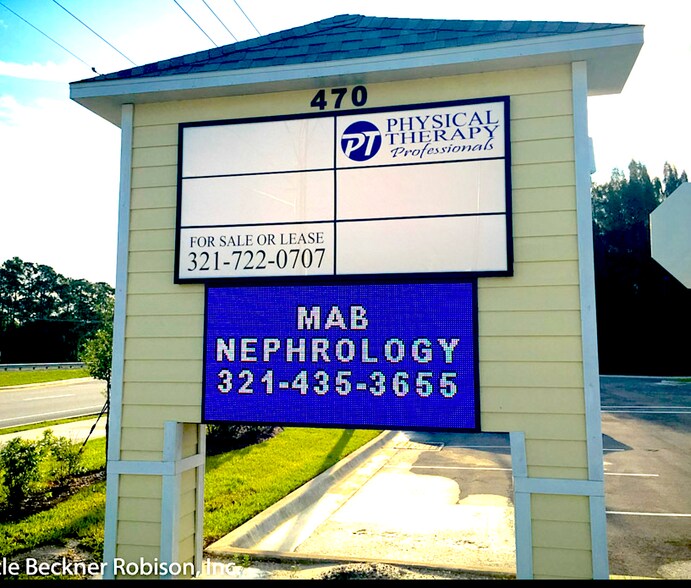 470
PT PHYSICAL
THERAPY
Professionals
FOR SALE OR LEASE
321-722-0707
MAB
NEPHROLOGY
321-435-3655
Beckner Robison, Inc.